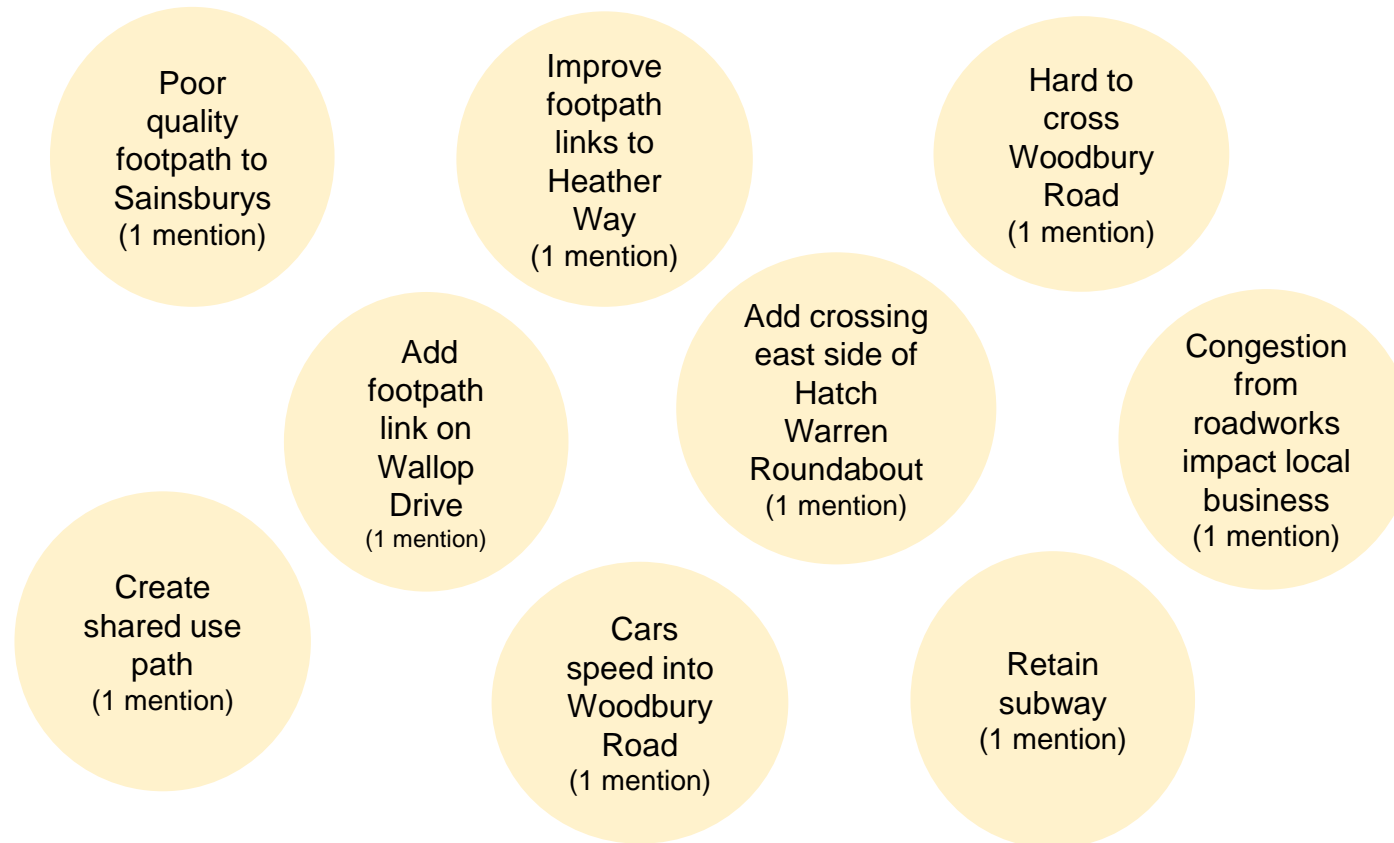 Poor
quality
footpath to
Sainsburys
(1 mention)
Improve
footpath
links to
Heather
Way
(1 mention)
Hard to
cross
Woodbury
Road
(1 mention)
Add
footpath
link on
Wallop
Drive
(1 mention)
Add crossing
east side of
Hatch
Warren
Roundabout
(1 mention)
Congestion
from
roadworks
impact local
business
(1 mention)
Create
shared use
path
(1 mention)
Cars
speed into
Woodbury
Road
(1 mention)
Retain
subway
(1 mention)